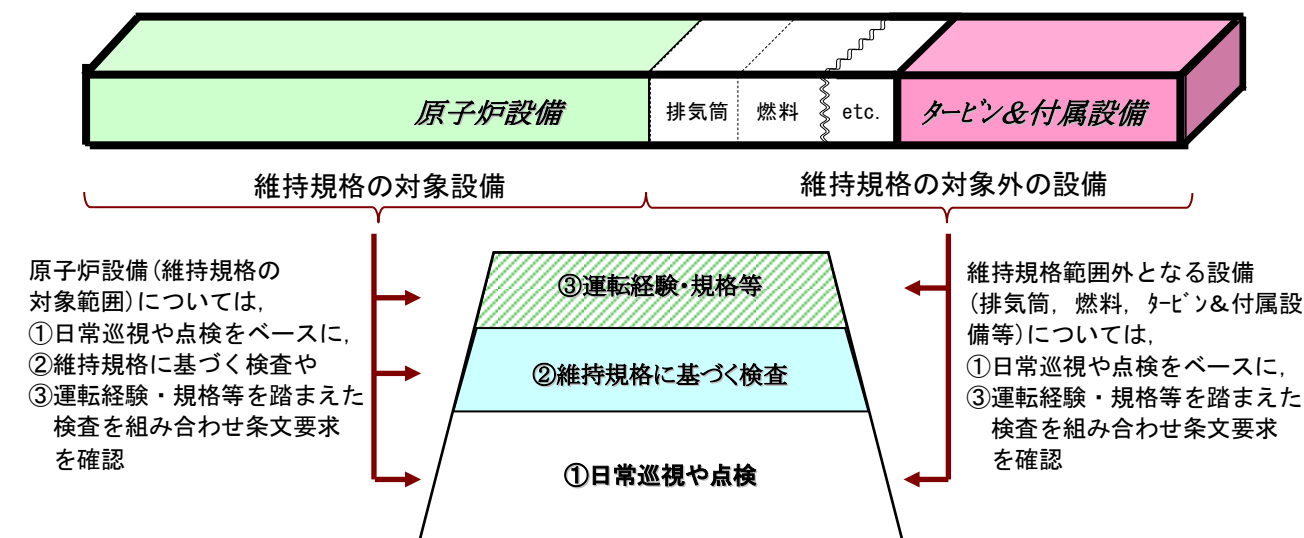 原子炉設備
排気筒
燃料
etc.
ﾀｰﾋﾞﾝ&付属設備
維持規格の対象設備
維持規格の対象外の設備
原子炉設備(維持規格の
対象範囲)については,
①日常巡視や点検をベースに,
②維持規格に基づく検査や
③運転経験・規格等を踏まえた
検査を組み合わせ条文要求
を確認
③運転経験・規格等
②維持規格に基づく検査
①日常巡視や点検
維持規格範囲外となる設備
(排気筒, 燃料, ﾀｰﾋﾞﾝ&付属設
備等)については,
①日常巡視や点検をベースに,
③運転経験・規格等を踏まえた
検査を組み合わせ条文要求
を確認